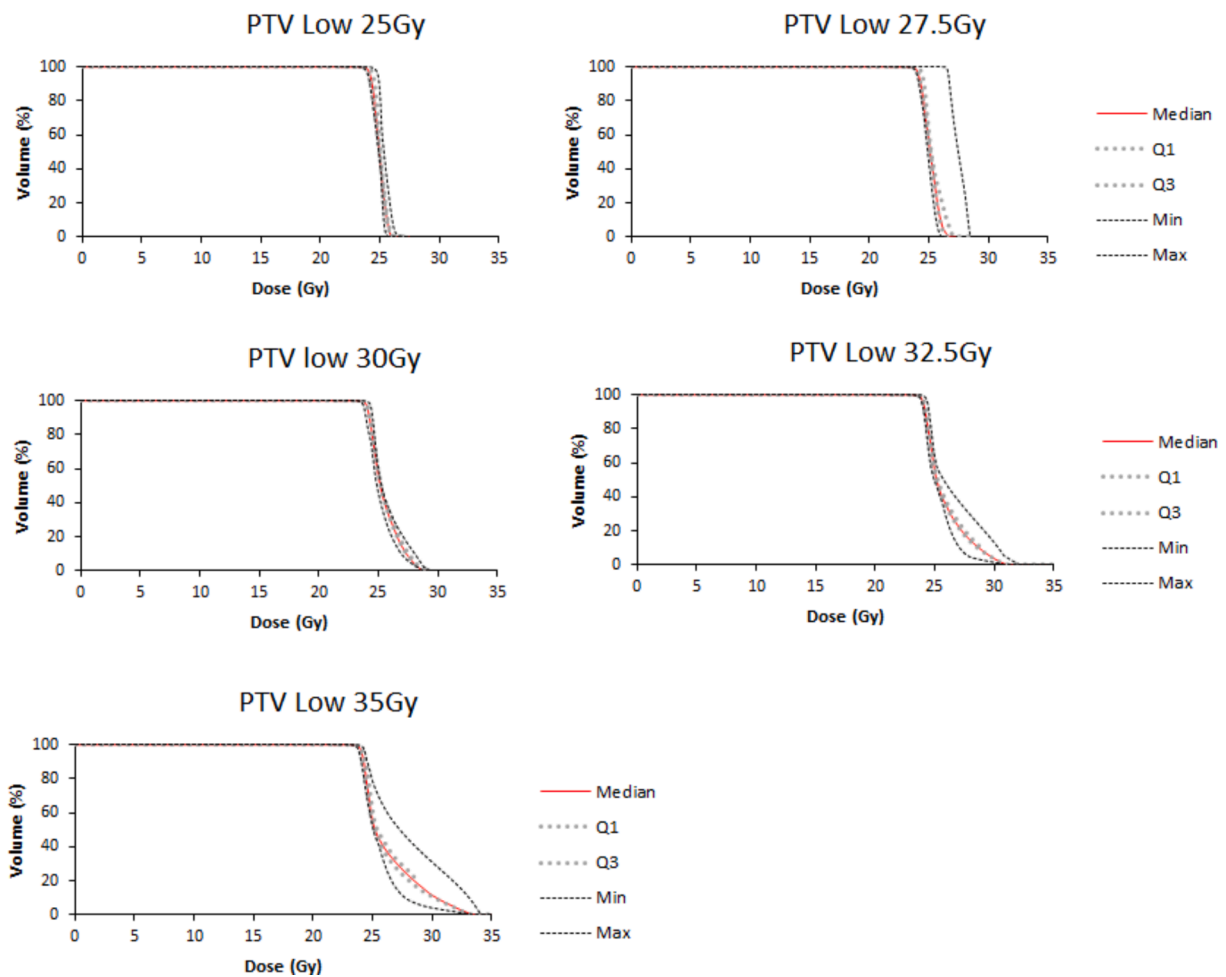 PTV Low 25Gy
100
80
60
40
20
0
Volume (%)
0 5 10 15 20 25 30 35
Dose (Gy)
PTV Low 27.5Gy
100
80
60
40
20
0
Volume (%)
0 5 10 15 20 25 30 35
Dose (Gy)
Median
Q1
Q3
Min
Max
PTV low 30Gy
100
80
60
40
20
0
Volume (%)
0 5 10 15 20 25 30 35
Dose (Gy)
PTV Low 32.5Gy
100
80
60
40
20
0
Volume (%)
0 5 10 15 20 25 30 35
Dose (Gy)
Median
Q1
Q3
Min
Max
PTV Low 35Gy
100
80
60
40
20
0
Volume (%)
0 5 10 15 20 25 30 35
Dose (Gy)
Median
Q1
Q3
Min
Max